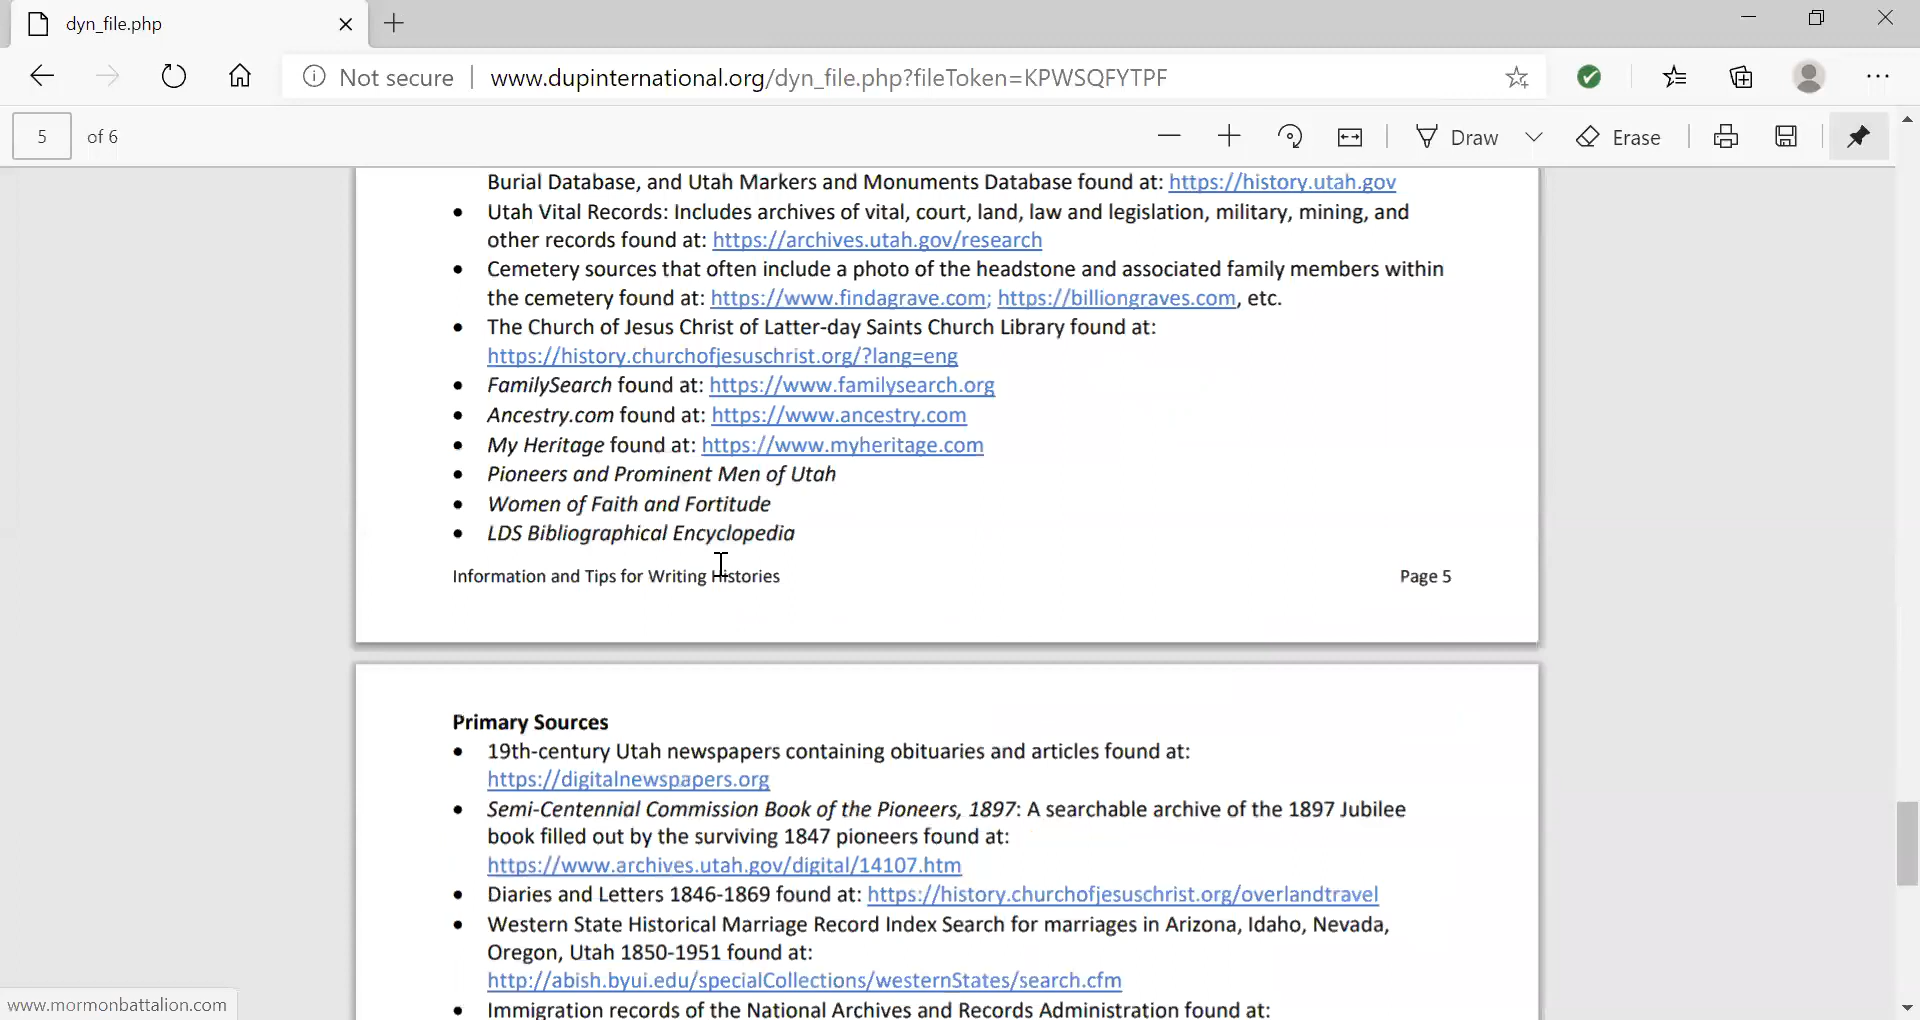 dyn_file.php
Not secure www.dupinternational.org/dyn_file.php?fileToken=KPWSQFYTPF
5 of 6 Draw Erase
Burial Database, and Utah Markers and Monuments Database found at: https://history.utah.gov
• Utah Vital Records: Includes archives of vital, court, land, law and legislation, military, mining, and
other records found at: https://archives.utah.gov/research
• Cemetery sources that often include a photo of the headstone and associated family members within
the cemetery found at: https://www.findagrave.com; https://billiongraves.com, etc.
• The Church of Jesus Christ of Latter-day Saints Church Library found at:
https://history.churchofjesuschrist.org/?lang=eng
• FamilySearch found at: https://www.familysearch.org
• Ancestry.com found at: https://www.ancestry.com
• My Heritage found at: https://www.myheritage.com
• Pioneers and Prominent Men of Utah
• Women of Faith and Fortitude
• LDS Bibliographical Encyclopedia
Information and Tips for Writing Histories Page 5
Primary Sources
• 19th-century Utah newspapers containing obituaries and articles found at:
https://digitalnewspapers.org
• Semi-Centennial Commission Book of the Pioneers, 1897: A searchable archive of the 1897 Jubilee
book filled out by the surviving 1847 pioneers found at:
https://www.archives.utah.gov/digital/14107.htm
• Diaries and Letters 1846-1869 found at: https://history.churchofjesuschrist.org/overlandtravel
• Western State Historical Marriage Record Index Search for marriages in Arizona, Idaho, Nevada,
Oregon, Utah 1850-1951 found at:
http://abish.byui.edu/specialCollections/westernStates/search.cfm
• Immigration records of the National Archives and Records Administration found at:
www.mormonbattalion.com